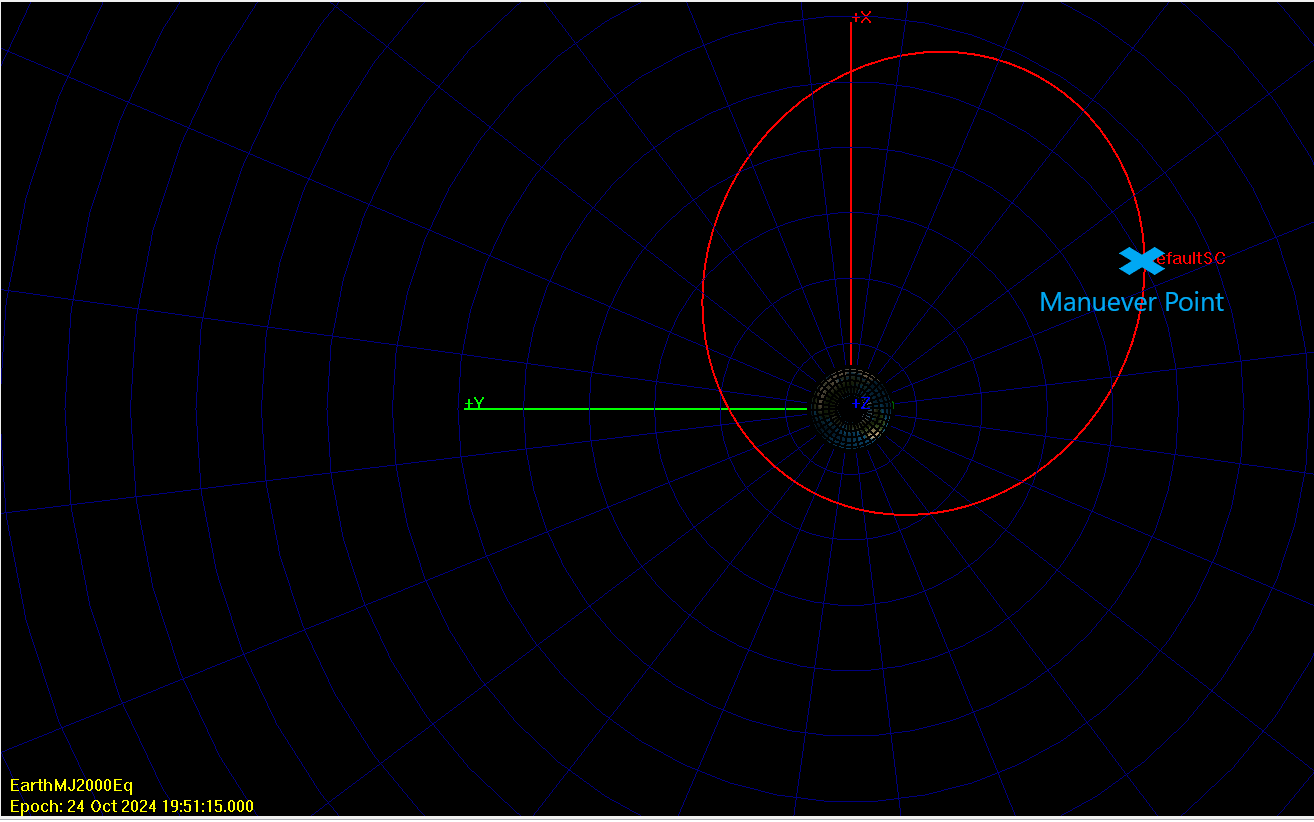 +X
efaultSC
Manuever Point
+Y
+Z
EarthMJ2000Eq
Epoch: 24 Oct 2024 19:51:15.000